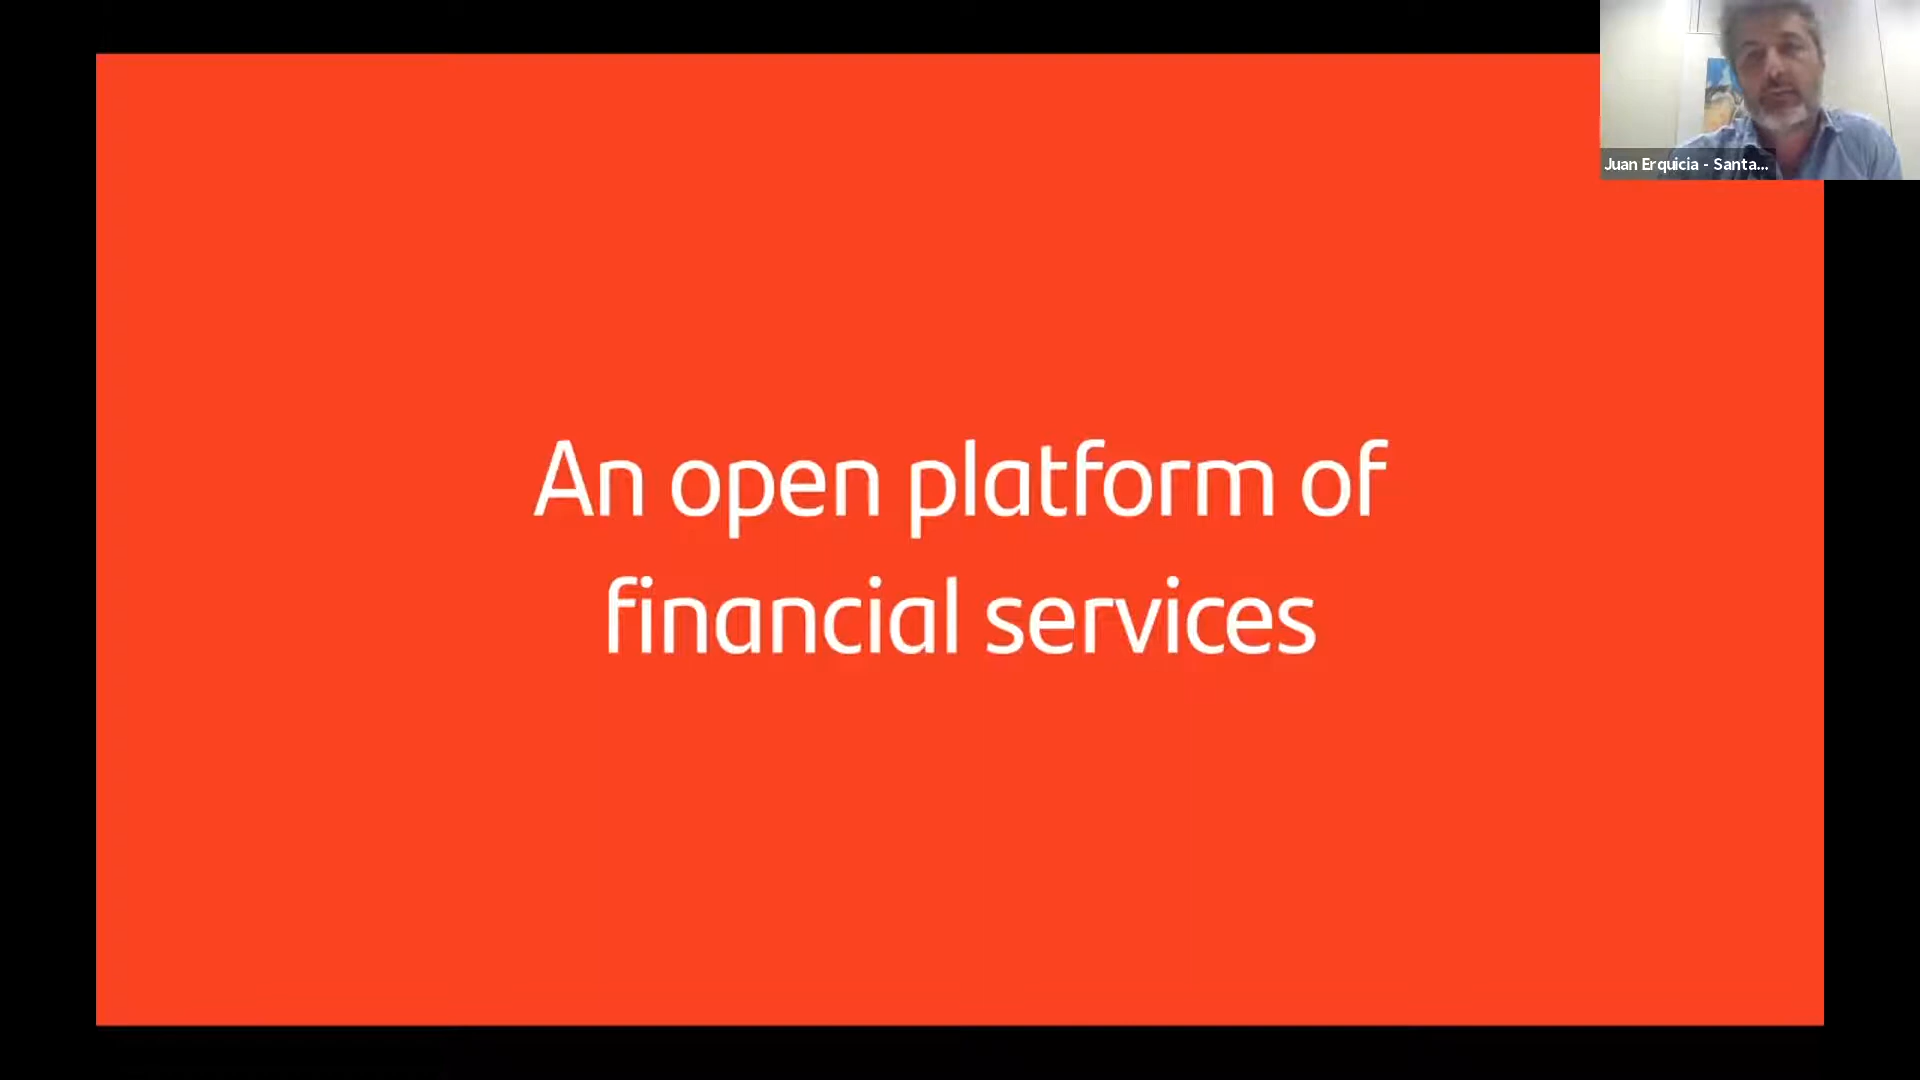 Juan Erquicia - Santa...
An open platform of
financial services